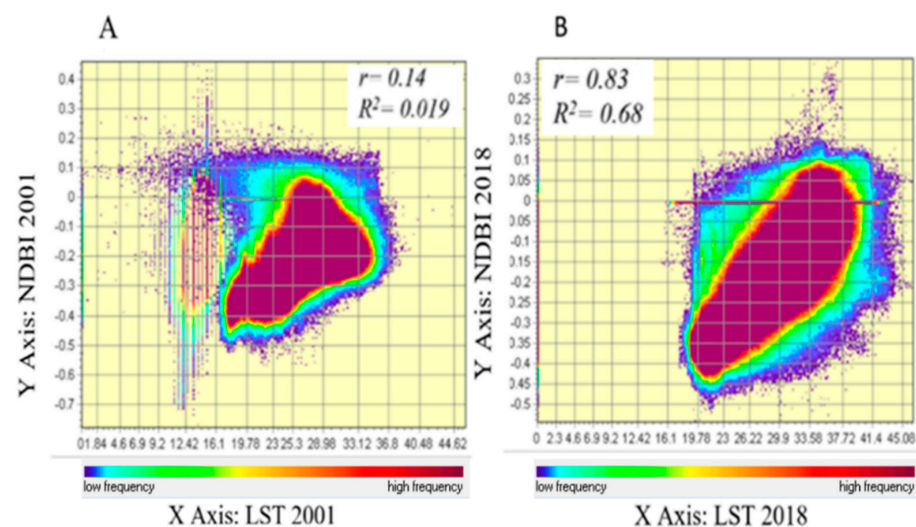 A
r= 0.14
R²= 0.019
0.4
0.3
0.2
0.1
0
-0.1
-0.2
-0.3
-0.4
-0.5
-0.6
-0.7
Y Axis: NDBI 2001
01.84 4.6 6.9 9.2 12.42 16.1 19.78 23 25.3 28.98 33.12 36.8 40.48 44.62
low frequency high frequency
X Axis: LST 2001
B
r= 0.83
R²= 0.68
0.3
0.25
0.2
0.15
0.1
0.05
0
-0.05
-0.1
-0.15
-0.2
0.25
-0.3
0.35
-0.4
0.45
-0.5
Y Axis: NDBI 2018
0 2.3 4.6 6.9 9.2 12.42 16.1 19.78 23 26.22 29.9 33.58 37.72 41.4 45.08
low frequency high frequency
X Axis: LST 2018